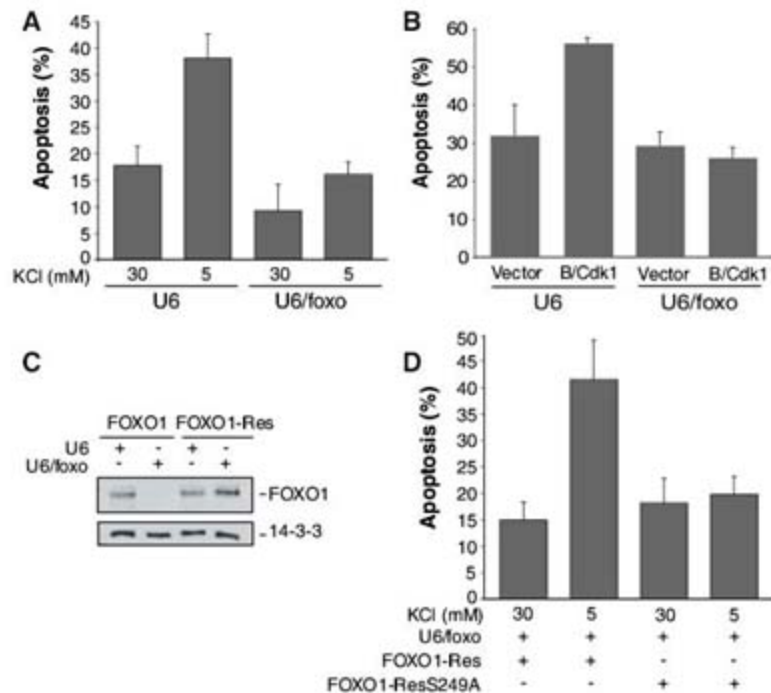 A
Apoptosis (%)
45
40
35
30
25
20
15
10
5
0
KCl (mM)
30 5 30 5
U6 U6/foxo
B
Apoptosis (%)
60
50
40
30
20
10
0
Vector B/Cdk1 Vector B/Cdk1
U6 U6/foxo
C
FOXO1 FOXO1-Res
U6 + - + -
U6/foxo - + - +
-FOXO1
-14-3-3
D
Apoptosis (%)
50
45
40
35
30
25
20
15
10
5
0
KCl (mM) 30 5 30 5
U6/foxo + + + +
FOXO1-Res + + - -
FOXO1-ResS249A - - + +